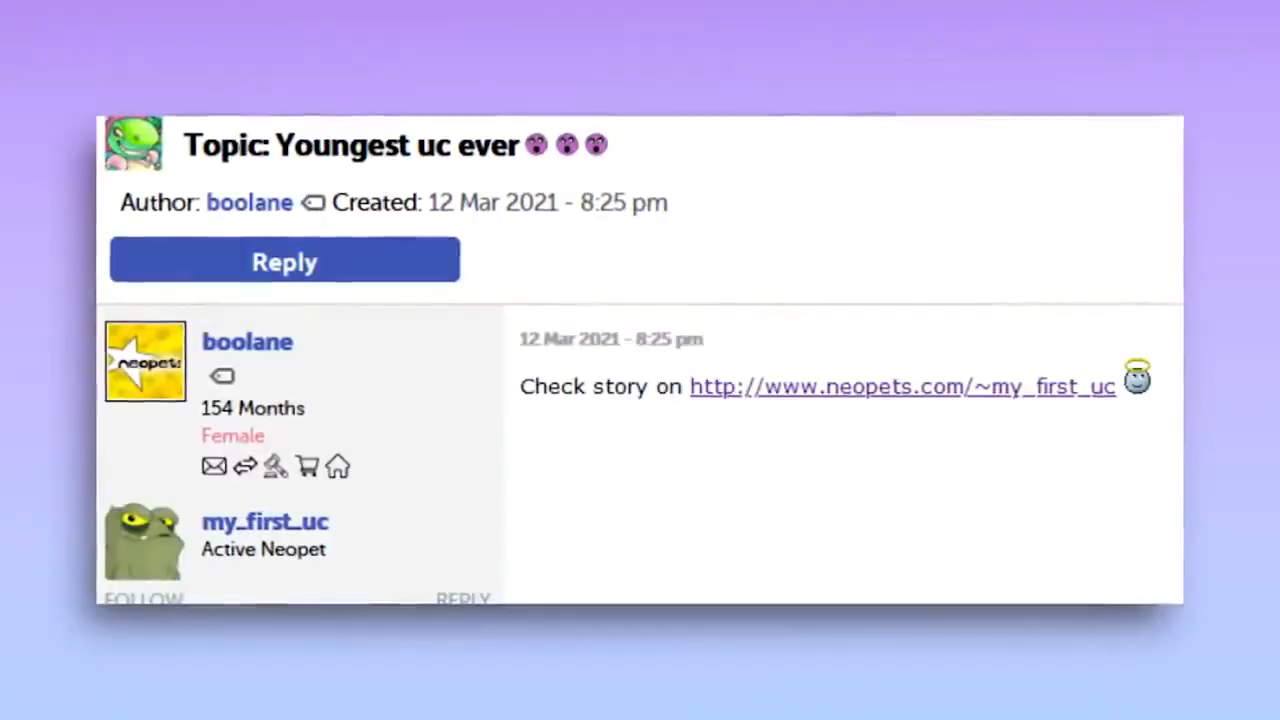 Topic: Youngest uc ever
Author: boolane Created: 12 Mar 2021 - 8:25 pm
Reply
neopets
boolane
154 Months
Female
my_first_uc
Active Neopet
FOLLOW REPLY
12 Mar 2021 - 8:25 pm
Check story on http://www.neopets.com/~my_first_uc